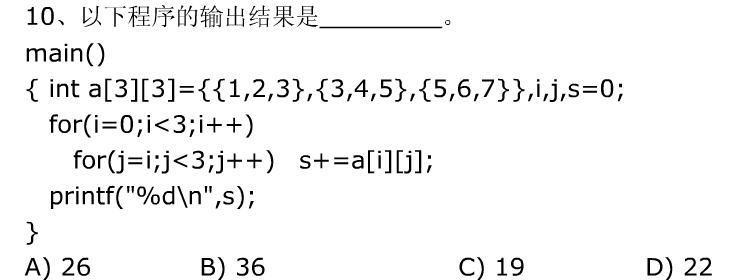 10、以下程序的输出结果是_________。
main()
{ int a[3][3]={{1,2,3},{3,4,5},{5,6,7}},i,j,s=0;
for(i=0;i<3;i++)
for(j=i;j<3;j++) s+=a[i][j];
printf("%d\n",s);
}
A) 26 B) 36 C) 19 D) 22